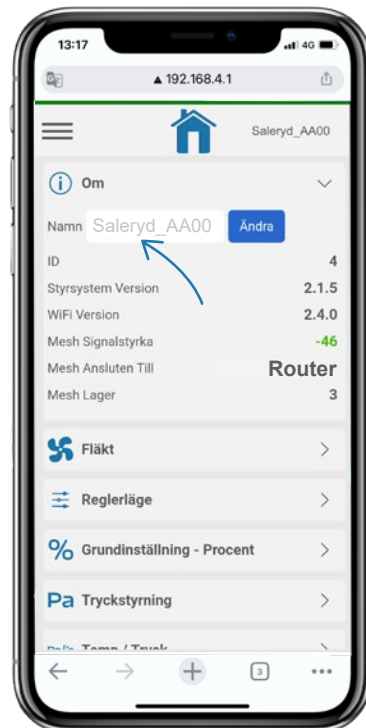 13:17
4G
▲ 192.168.4.1
Saleryd_AA00
Om
Namn Saleryd_AA00 Ändra
ID 4
Styrsystem Version 2.1.5
WiFi Version 2.4.0
Mesh Signalstyrka -46
Mesh Ansluten Till Router
Mesh Lager 3
Fläkt
Reglerläge
% Grundinställning - Procent
Pa Tryckstyrning
Temp / Tryck
3